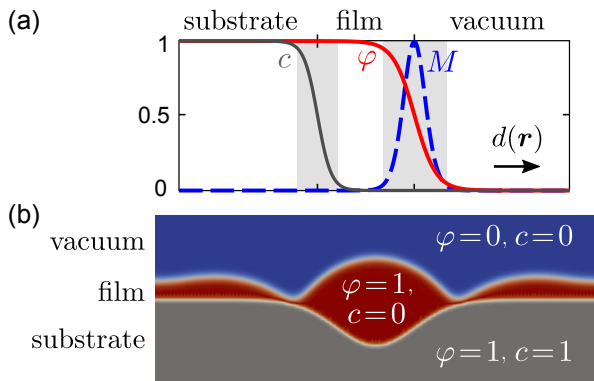 (a)
substrate film vacuum
1
c φ M
0.5
d(r)
0
(b)
vacuum
φ=0, c=0
film
φ=1,
c=0
substrate
φ=1, c=1